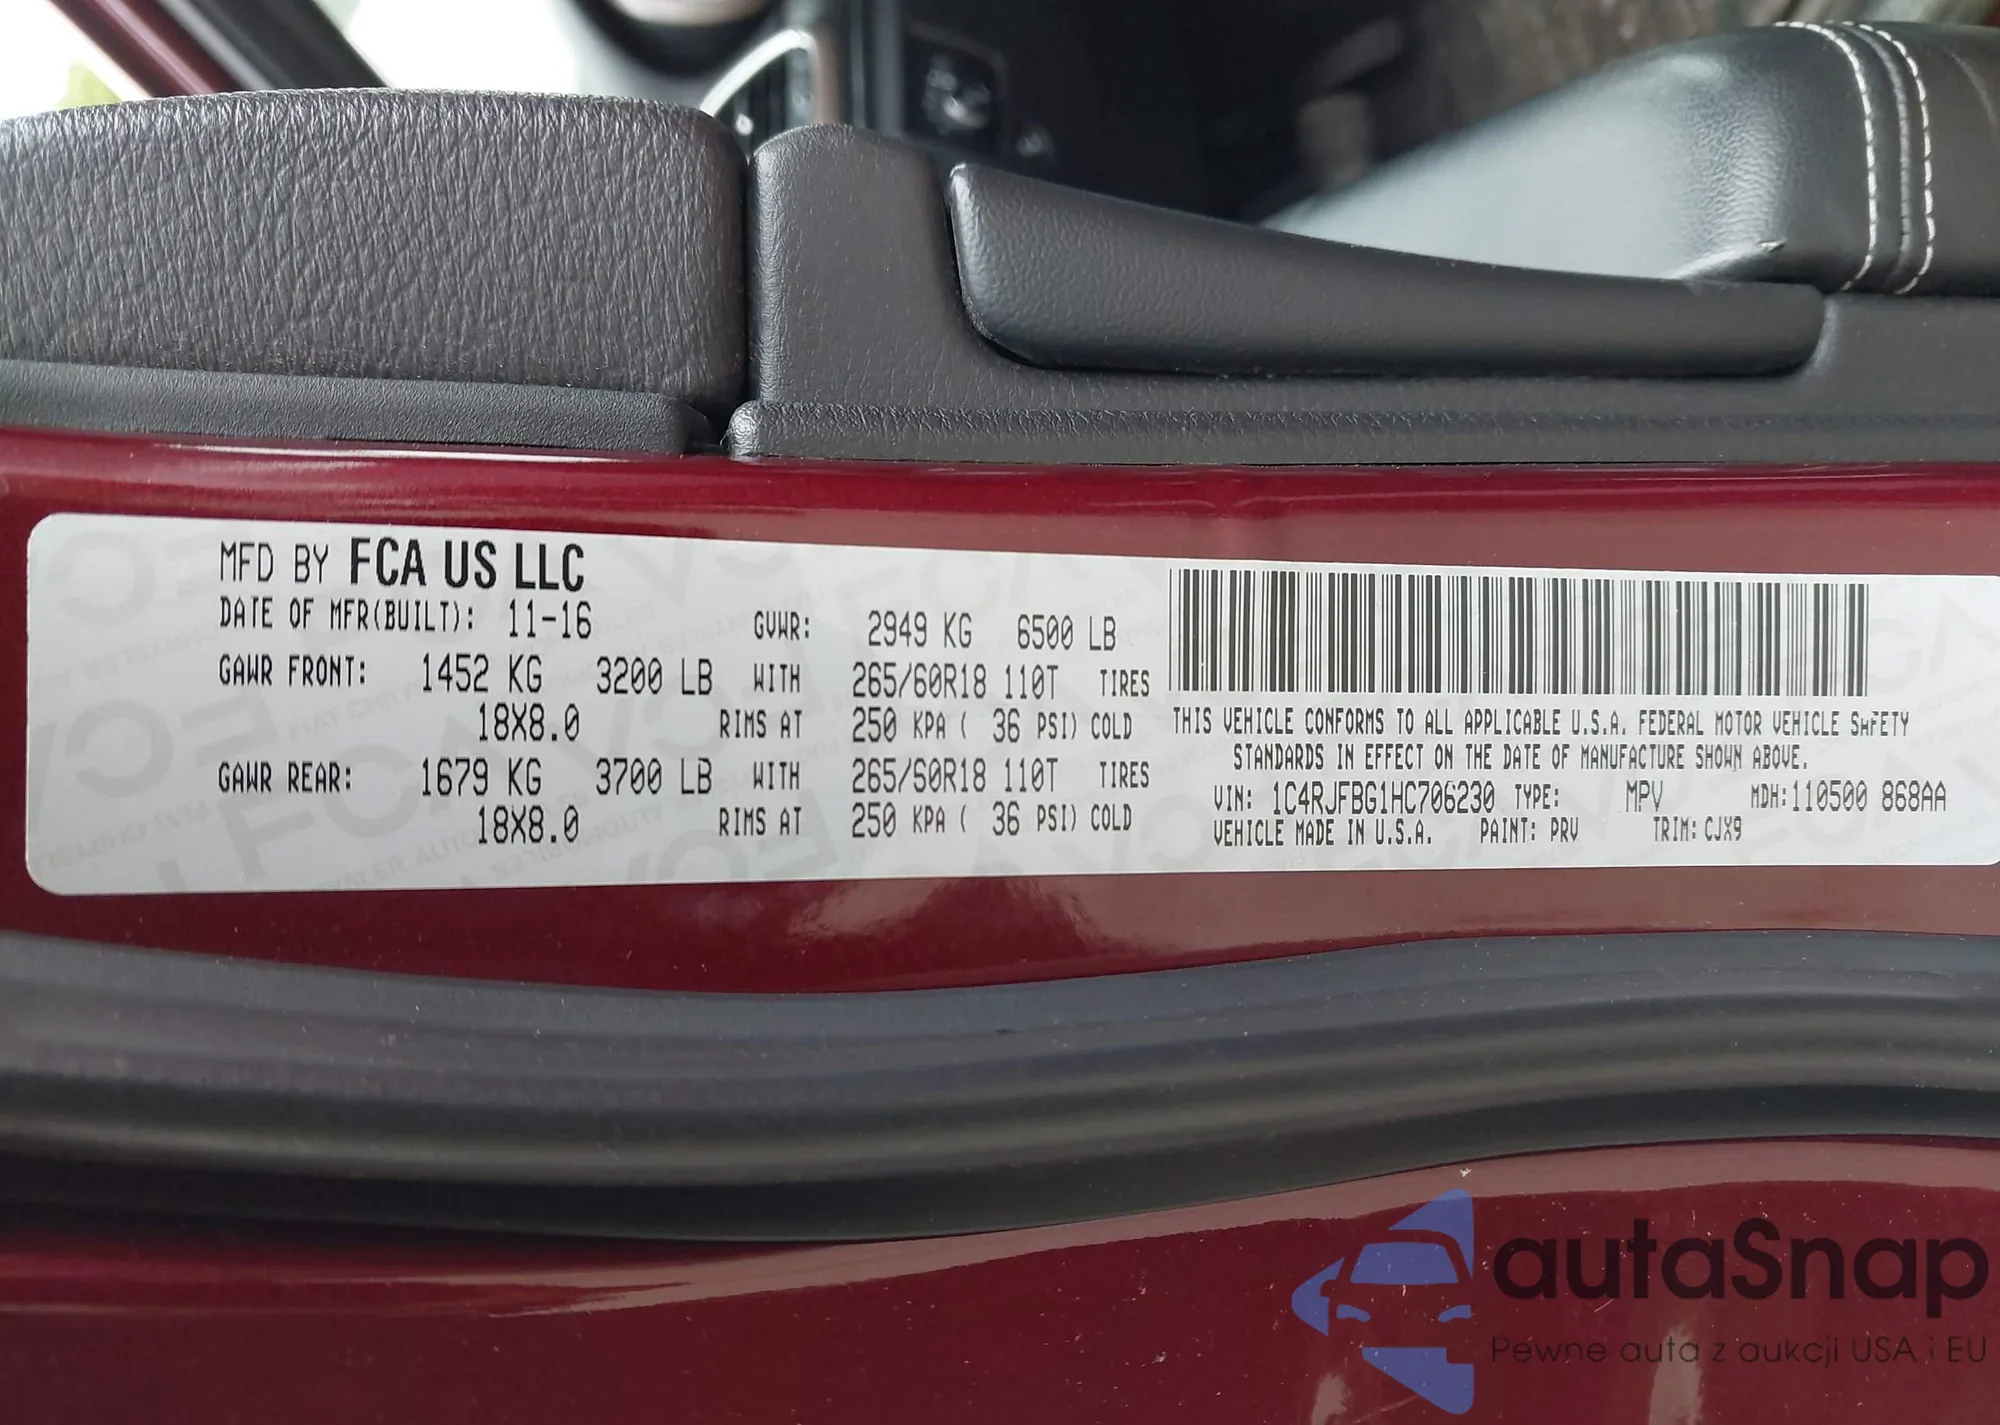 MFD BY FCA US LLC
DATE OF MFR(BUILT): 11-16 GVWR: 2949 KG 6500 LB
GAWR FRONT: 1452 KG 3200 LB WITH 265/60R18 110T TIRES
18X8.0 RIMS AT 250 KPA ( 36 PSI) COLD
GAWR REAR: 1679 KG 3700 LB WITH 265/60R18 110T TIRES
18X8.0 RIMS AT 250 KPA ( 36 PSI) COLD
THIS VEHICLE CONFORMS TO ALL APPLICABLE U.S.A. FEDERAL MOTOR VEHICLE SAFETY
STANDARDS IN EFFECT ON THE DATE OF MANUFACTURE SHOWN ABOVE.
VIN: 1C4RJFBG1HC706230 TYPE: MPV MDH: 110500 868AA
VEHICLE MADE IN U.S.A. PAINT: PRV TRIM: CJX9
autaSnap
Pewne auta z aukcji USA i EU